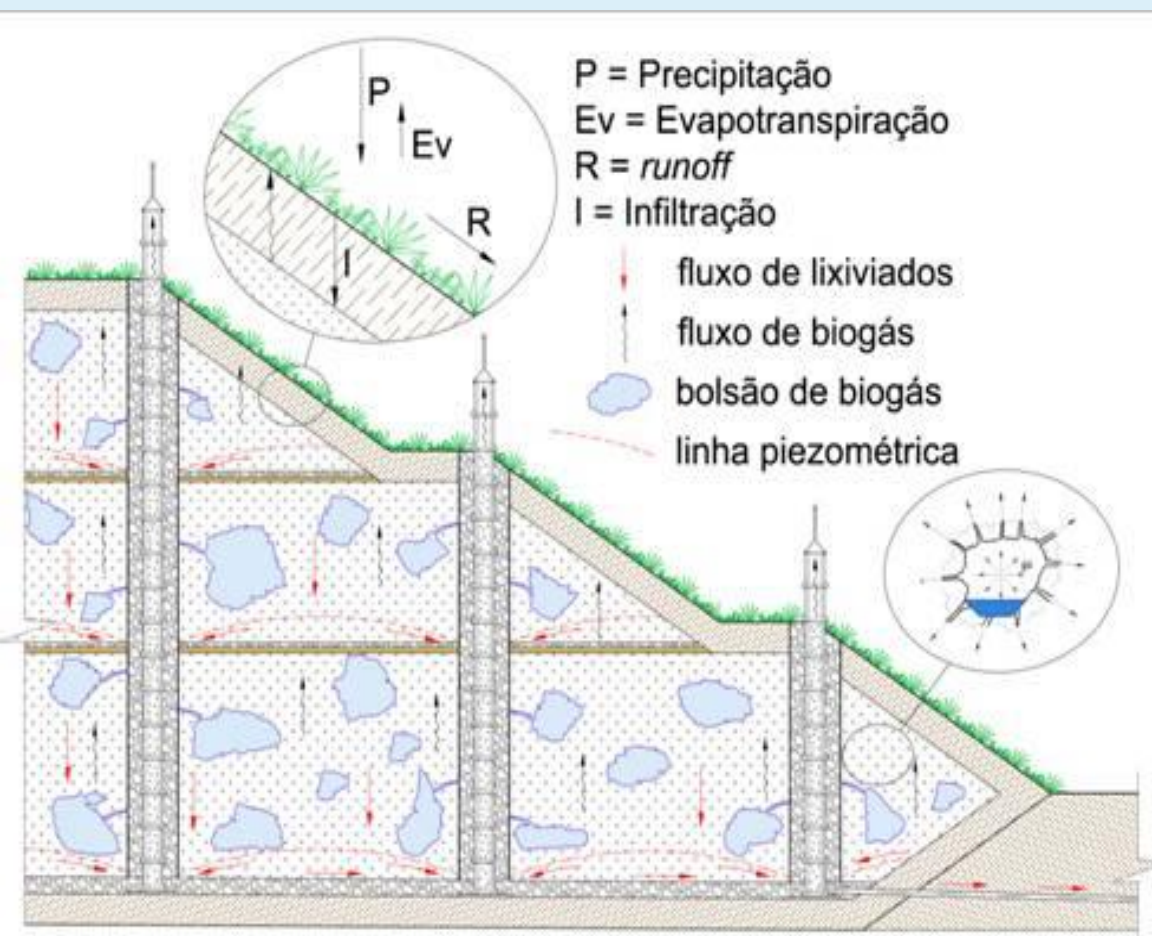 P
Ev
R
I
P = Precipitação
Ev = Evapotranspiração
R = runoff
I = Infiltração
fluxo de lixiviados
fluxo de biogás
bolsão de biogás
linha piezométrica